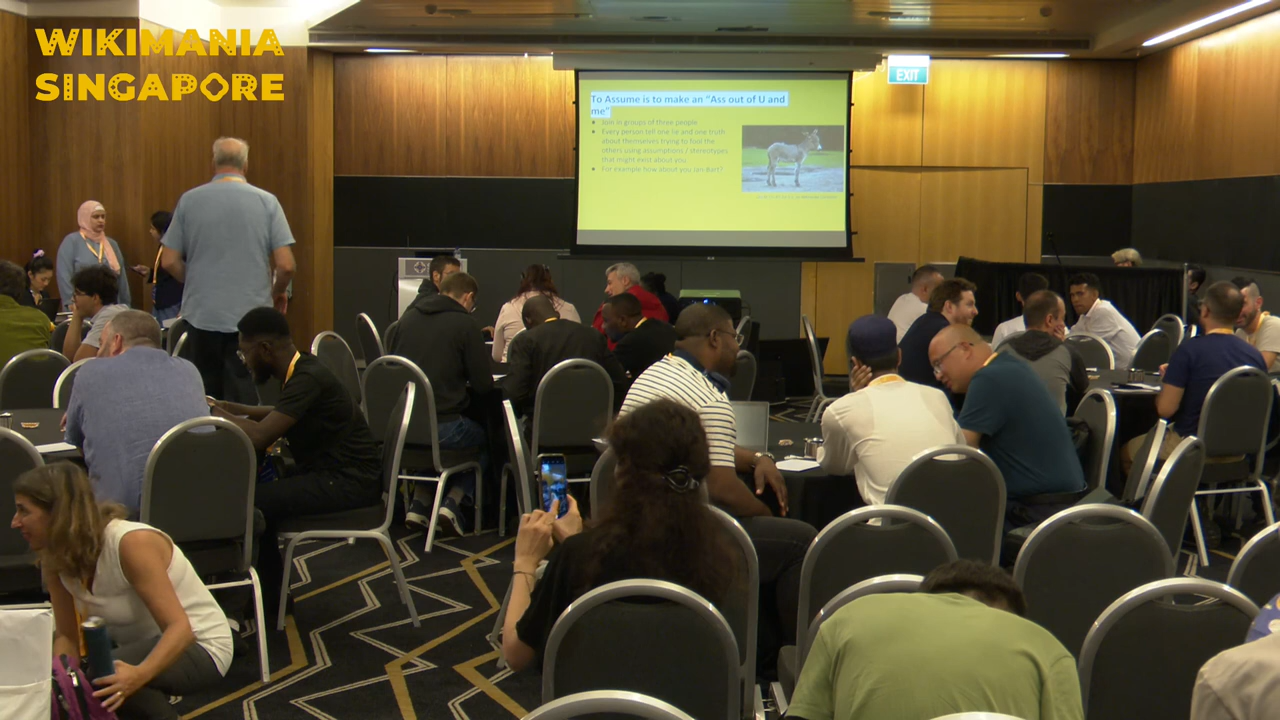 WIKIMANIA
SINGAPORE
EXIT
To Assume is to make an "Ass out of U and
me"
Join in groups of three people
Every person tell one lie and one truth
about themselves trying to fool the
others using assumptions / stereotypes
that might exist about you
For example how about you Jan-Bart?